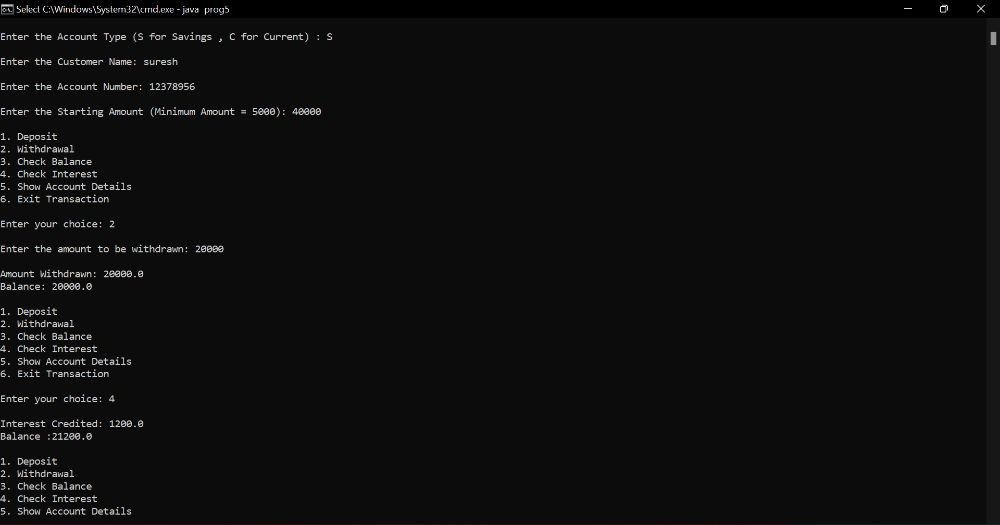 Select C:\Windows\System32\cmd.exe - java  prog5
Enter the Account Type (S for Savings , C for Current) : S
Enter the Customer Name: suresh
Enter the Account Number: 12378956
Enter the Starting Amount (Minimum Amount = 5000): 40000
1. Deposit
2. Withdrawal
3. Check Balance
4. Check Interest
5. Show Account Details
6. Exit Transaction
Enter your choice: 2
Enter the amount to be withdrawn: 20000
Amount Withdrawn: 20000.0
Balance: 20000.0
1. Deposit
2. Withdrawal
3. Check Balance
4. Check Interest
5. Show Account Details
6. Exit Transaction
Enter your choice: 4
Interest Credited: 1200.0
Balance :21200.0
1. Deposit
2. Withdrawal
3. Check Balance
4. Check Interest
5. Show Account Details